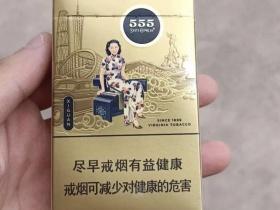 555
STATE EXPRESS
XIGUAN
SINCE 1895
VIRGINIA TOBACCO
尽早戒烟有益健康
戒烟可减少对健康的危害